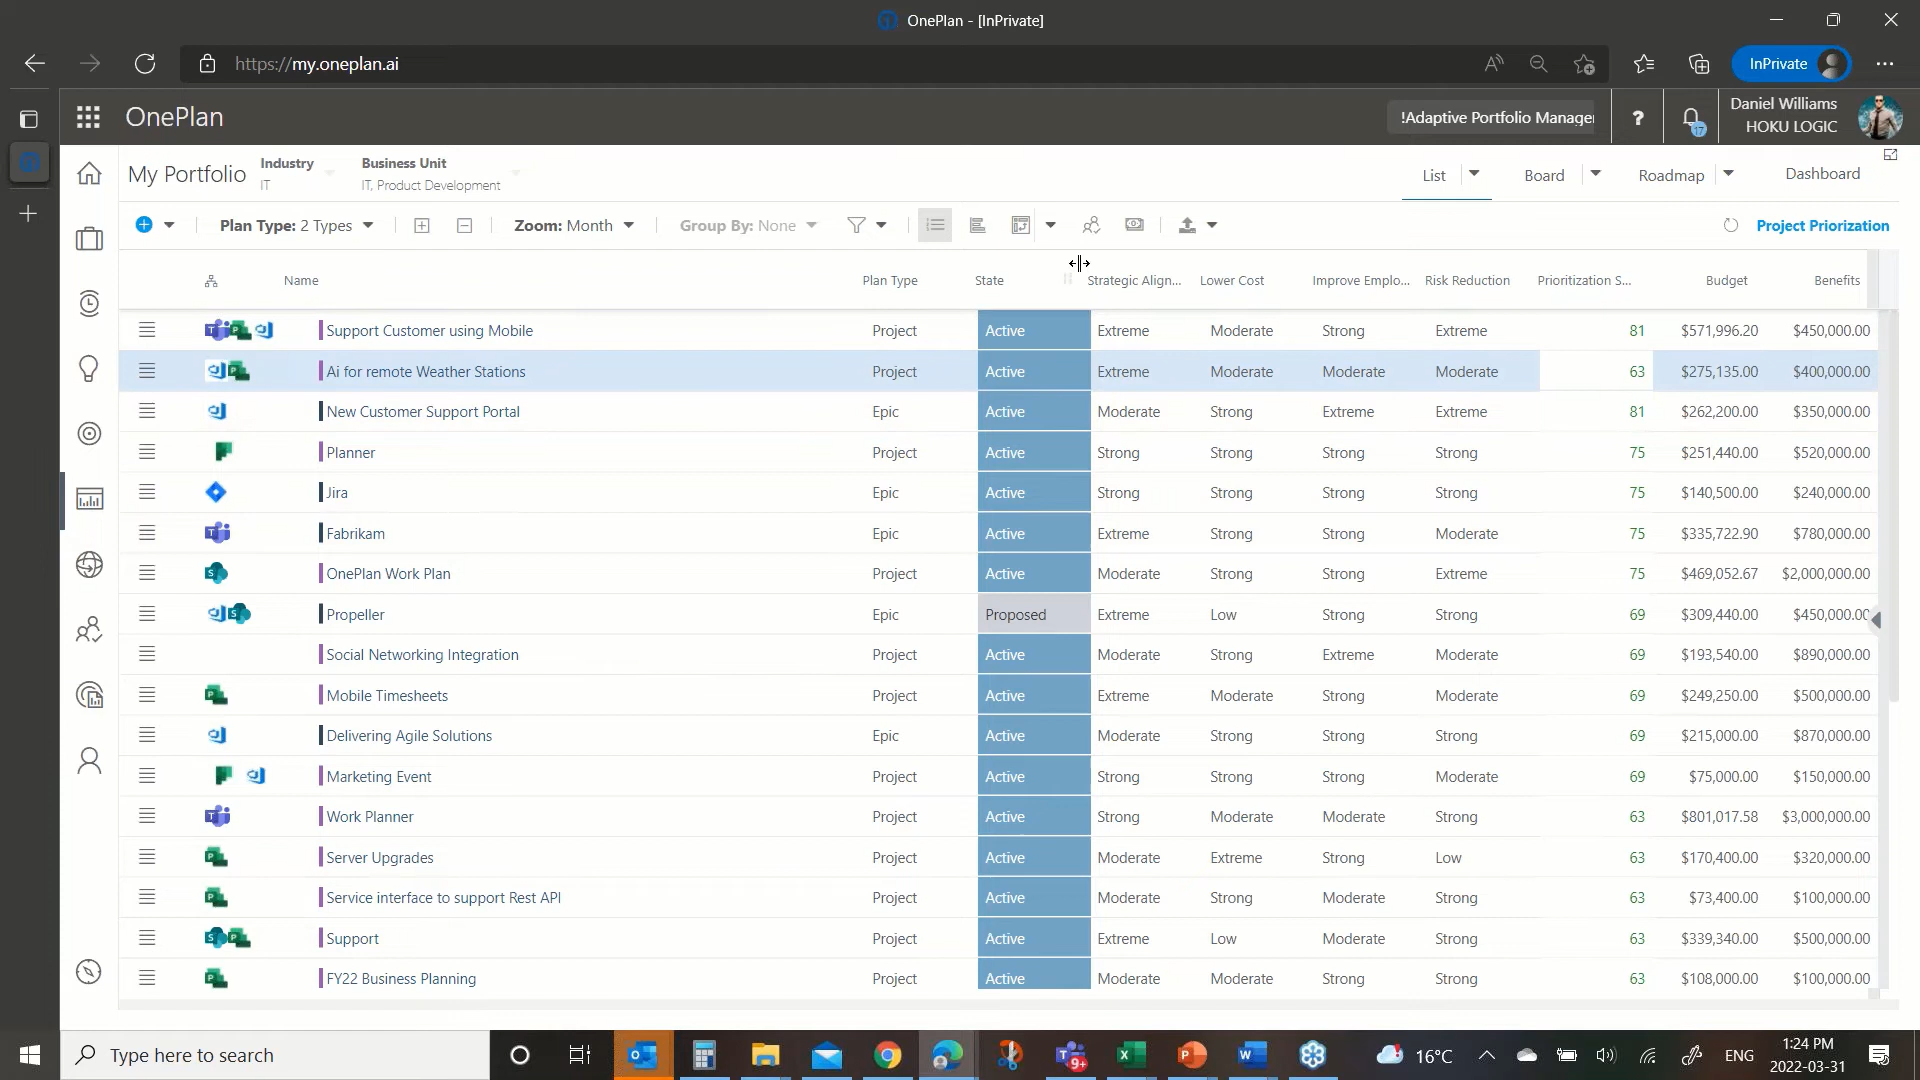 OnePlan - [InPrivate]
https://my.oneplan.ai
InPrivate
OnePlan
!Adaptive Portfolio Manager
?
17
Daniel Williams
HOKU LOGIC
My Portfolio
Industry
IT
Business Unit
IT, Product Development
List
Board
Roadmap
Dashboard
Plan Type: 2 Types
Zoom: Month
Group By: None
Project Priorization
Name Plan Type State Strategic Align... Lower Cost Improve Emplo... Risk Reduction Prioritization S... Budget Benefits
Support Customer using Mobile Project Active Extreme Moderate Strong Extreme 81 $571,996.20 $450,000.00
Ai for remote Weather Stations Project Active Extreme Moderate Moderate Moderate 63 $275,135.00 $400,000.00
New Customer Support Portal Epic Active Moderate Strong Extreme Extreme 81 $262,200.00 $350,000.00
Planner Project Active Strong Strong Strong Strong 75 $251,440.00 $520,000.00
Jira Epic Active Strong Strong Strong Strong 75 $140,500.00 $240,000.00
Fabrikam Epic Active Extreme Strong Strong Moderate 75 $335,722.90 $780,000.00
OnePlan Work Plan Project Active Moderate Strong Strong Extreme 75 $469,052.67 $2,000,000.00
Propeller Epic Proposed Extreme Low Strong Strong 69 $309,440.00 $450,000.00
Social Networking Integration Project Active Moderate Strong Extreme Moderate 69 $193,540.00 $890,000.00
Mobile Timesheets Project Active Extreme Moderate Strong Moderate 69 $249,250.00 $500,000.00
Delivering Agile Solutions Epic Active Moderate Strong Strong Strong 69 $215,000.00 $870,000.00
Marketing Event Project Active Strong Strong Strong Moderate 69 $75,000.00 $150,000.00
Work Planner Project Active Strong Moderate Moderate Strong 63 $801,017.58 $3,000,000.00
Server Upgrades Project Active Moderate Extreme Strong Low 63 $170,400.00 $320,000.00
Service interface to support Rest API Project Active Moderate Strong Moderate Strong 63 $73,400.00 $100,000.00
Support Project Active Extreme Low Moderate Strong 63 $339,340.00 $500,000.00
FY22 Business Planning Project Active Moderate Moderate Strong Strong 63 $108,000.00 $100,000.00
Type here to search
9+
16°C
ENG
1:24 PM
2022-03-31